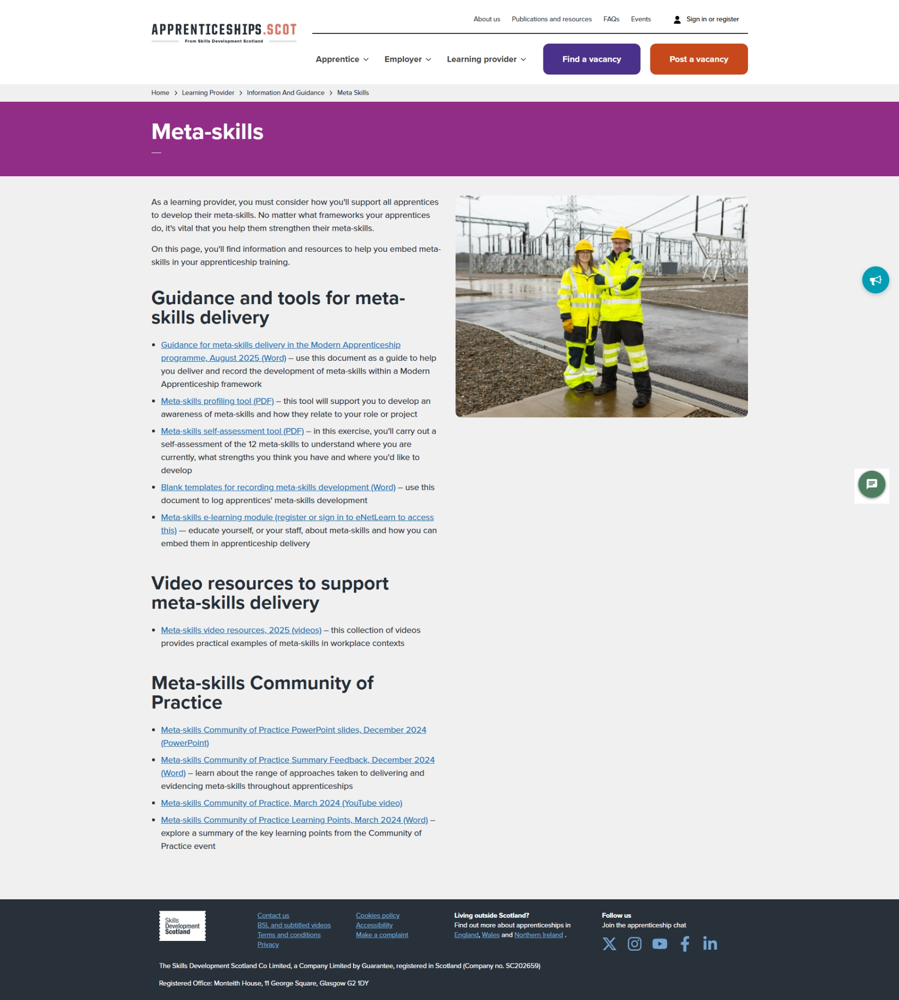 APPRENTICESHIPS.SCOT
From Skills Development Scotland
About us
Publications and resources
FAQs
Events
Sign in or register
Apprentice
Employer
Learning provider
Find a vacancy
Post a vacancy
Home > Learning Provider > Information And Guidance > Meta Skills
Meta-skills
As a learning provider, you must consider how you'll support all apprentices
to develop their meta-skills. No matter what frameworks your apprentices
do, it's vital that you help them strengthen their meta-skills.
On this page, you'll find information and resources to help you embed meta-
skills in your apprenticeship training.
Guidance and tools for meta-
skills delivery
• Guidance for meta-skills delivery in the Modern Apprenticeship
programme, August 2025 (Word) – use this document as a guide to help
you deliver and record the development of meta-skills within a Modern
Apprenticeship framework
• Meta-skills profiling tool (PDF) – this tool will support you to develop an
awareness of meta-skills and how they relate to your role or project
• Meta-skills self-assessment tool (PDF) – in this exercise, you'll carry out a
self-assessment of the 12 meta-skills to understand where you are
currently, what strengths you think you have and where you'd like to
develop
• Blank templates for recording meta-skills development (Word) – use this
document to log apprentices' meta-skills development
• Meta-skills e-learning module (register or sign in to eNetLearn to access
this) — educate yourself, or your staff, about meta-skills and how you can
embed them in apprenticeship delivery
Video resources to support
meta-skills delivery
• Meta-skills video resources, 2025 (videos) – this collection of videos
provides practical examples of meta-skills in workplace contexts
Meta-skills Community of
Practice
• Meta-skills Community of Practice PowerPoint slides, December 2024
(PowerPoint)
• Meta-skills Community of Practice Summary Feedback, December 2024
(Word) – learn about the range of approaches taken to delivering and
evidencing meta-skills throughout apprenticeships
• Meta-skills Community of Practice, March 2024 (YouTube video)
• Meta-skills Community of Practice Learning Points, March 2024 (Word) –
explore a summary of the key learning points from the Community of
Practice event
Skills
Development
Scotland
Contact us
BSL and subtitled videos
Terms and conditions
Privacy
Cookies policy
Accessibility
Make a complaint
Living outside Scotland?
Find out more about apprenticeships in
England, Wales and Northern Ireland .
Follow us
Join the apprenticeship chat
The Skills Development Scotland Co Limited, a Company Limited by Guarantee, registered in Scotland (Company no. SC202659)
Registered Office: Monteith House, 11 George Square, Glasgow G2 1DY